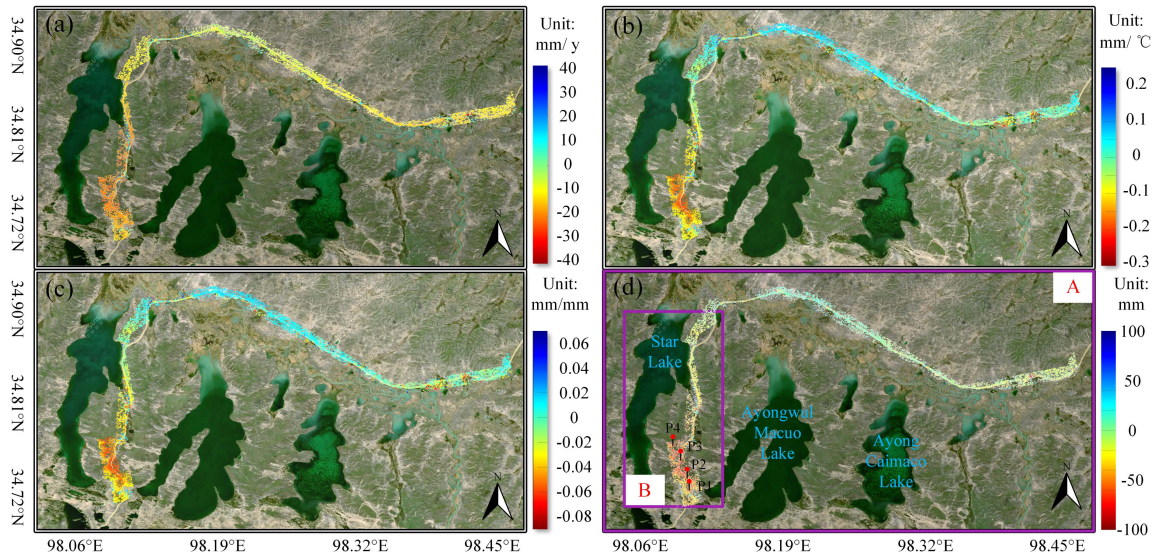 (a)
34.90°N
34.81°N
34.72°N
N
Unit:
mm/ y
40
30
20
10
0
-10
-20
-30
-40
(b)
N
Unit:
mm/ ℃
0.2
0.1
0
-0.1
-0.2
-0.3
(c)
34.90°N
34.81°N
34.72°N
98.06°E
98.19°E
98.32°E
98.45°E
N
Unit:
mm/mm
0.06
0.04
0.02
0
-0.02
-0.04
-0.06
-0.08
(d)
A
Star
Lake
Ayongwul
Macuo
Lake
Ayong
Caimaco
Lake
P4
P3
P2
P1
B
N
98.06°E
98.19°E
98.32°E
98.45°E
Unit:
mm
100
50
0
-50
-100